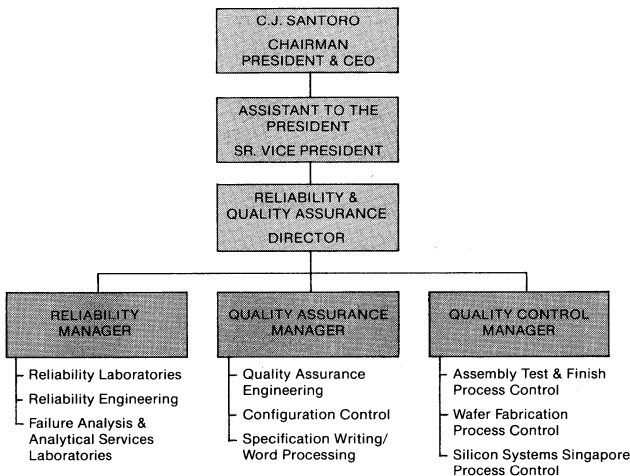 C.J. SANTORO
CHAIRMAN
PRESIDENT & CEO
ASSISTANT TO THE
PRESIDENT
SR. VICE PRESIDENT
RELIABILITY &
QUALITY ASSURANCE
DIRECTOR
RELIABILITY
MANAGER
Reliability Laboratories
Reliability Engineering
Failure Analysis &
Analytical Services
Laboratories
QUALITY ASSURANCE
MANAGER
Quality Assurance
Engineering
Configuration Control
Specification Writing/
Word Processing
QUALITY CONTROL
MANAGER
Assembly Test & Finish
Process Control
Wafer Fabrication
Process Control
Silicon Systems Singapore
Process Control